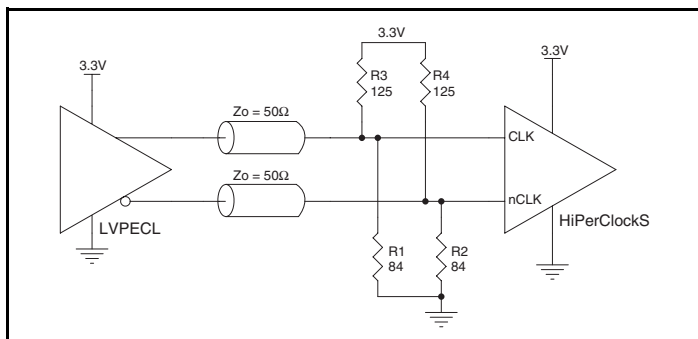 3.3V
3.3V
3.3V
R3
125
R4
125
Zo = 50Ω
CLK
Zo = 50Ω
nCLK
LVPECL
HiPerClockS
R1
84
R2
84